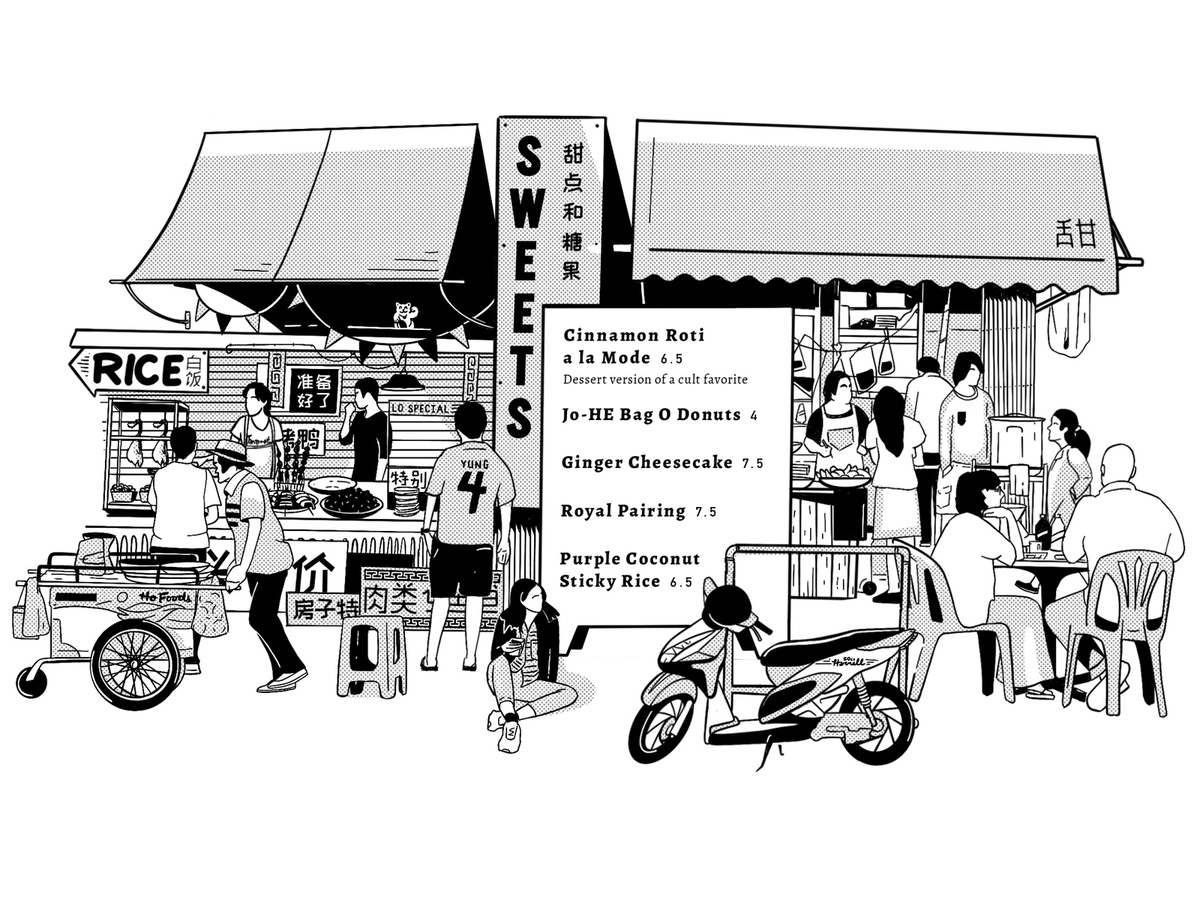 SWEETS
甜点和糖果
甜
RICE
白饭
准备
好了
烤鸭
LO SPECIAL
特别
YUNG
4
Cinnamon Roti
a la Mode 6.5
Dessert version of a cult favorite
Jo-HE Bag O Donuts 4
Ginger Cheesecake 7.5
Royal Pairing 7.5
Purple Coconut
Sticky Rice 6.5
Ho Foods
价
房子特
肉类